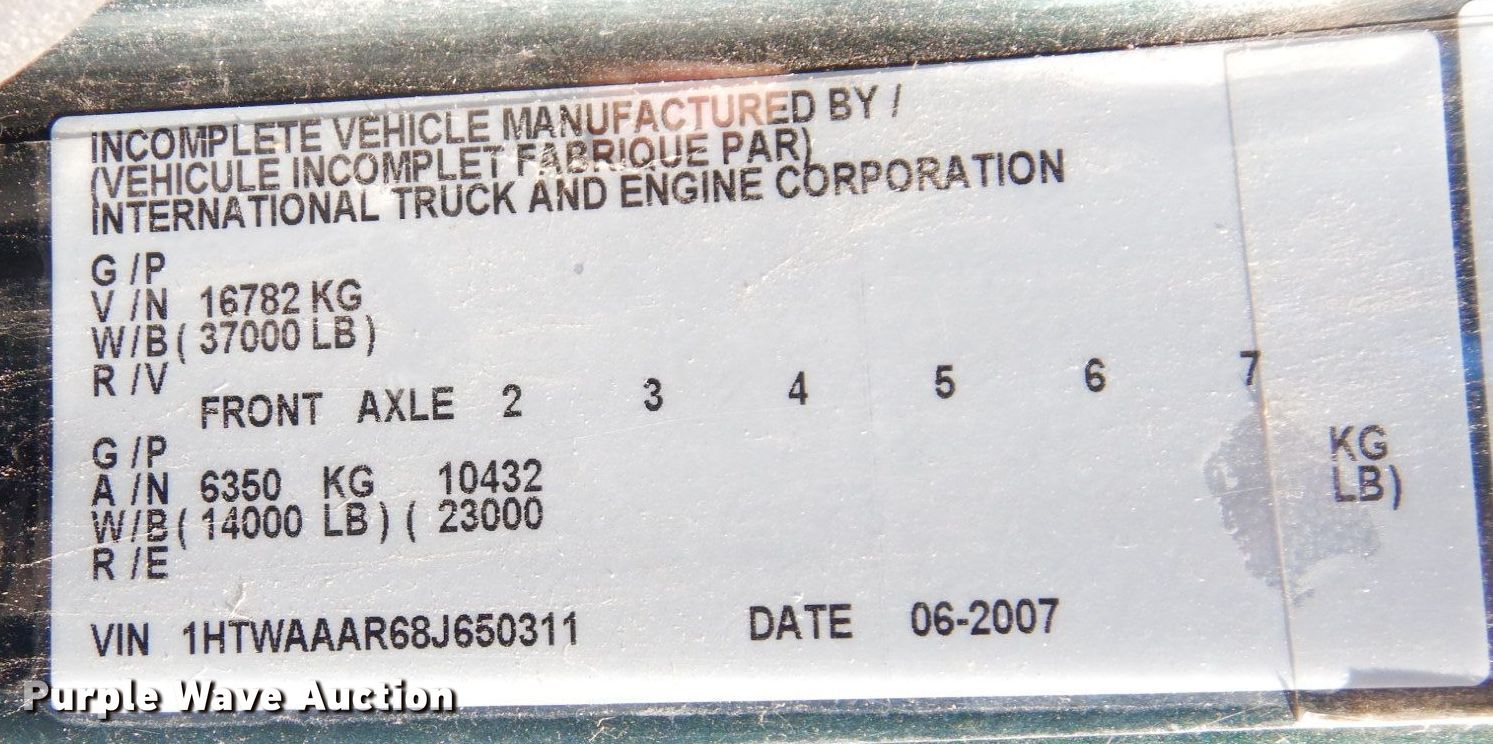 INCOMPLETE VEHICLE MANUFACTURED BY /
(VEHICULE INCOMPLET FABRIQUE PAR)
INTERNATIONAL TRUCK AND ENGINE CORPORATION
G /P
V /N 16782 KG
W/B ( 37000 LB )
R /V
FRONT AXLE 2 3 4 5 6 7
G /P
A /N 6350 KG 10432 KG
W/B ( 14000 LB ) ( 23000 LB)
R /E
VIN 1HTWAAAR68J650311 DATE 06-2007
Purple Wave Auction